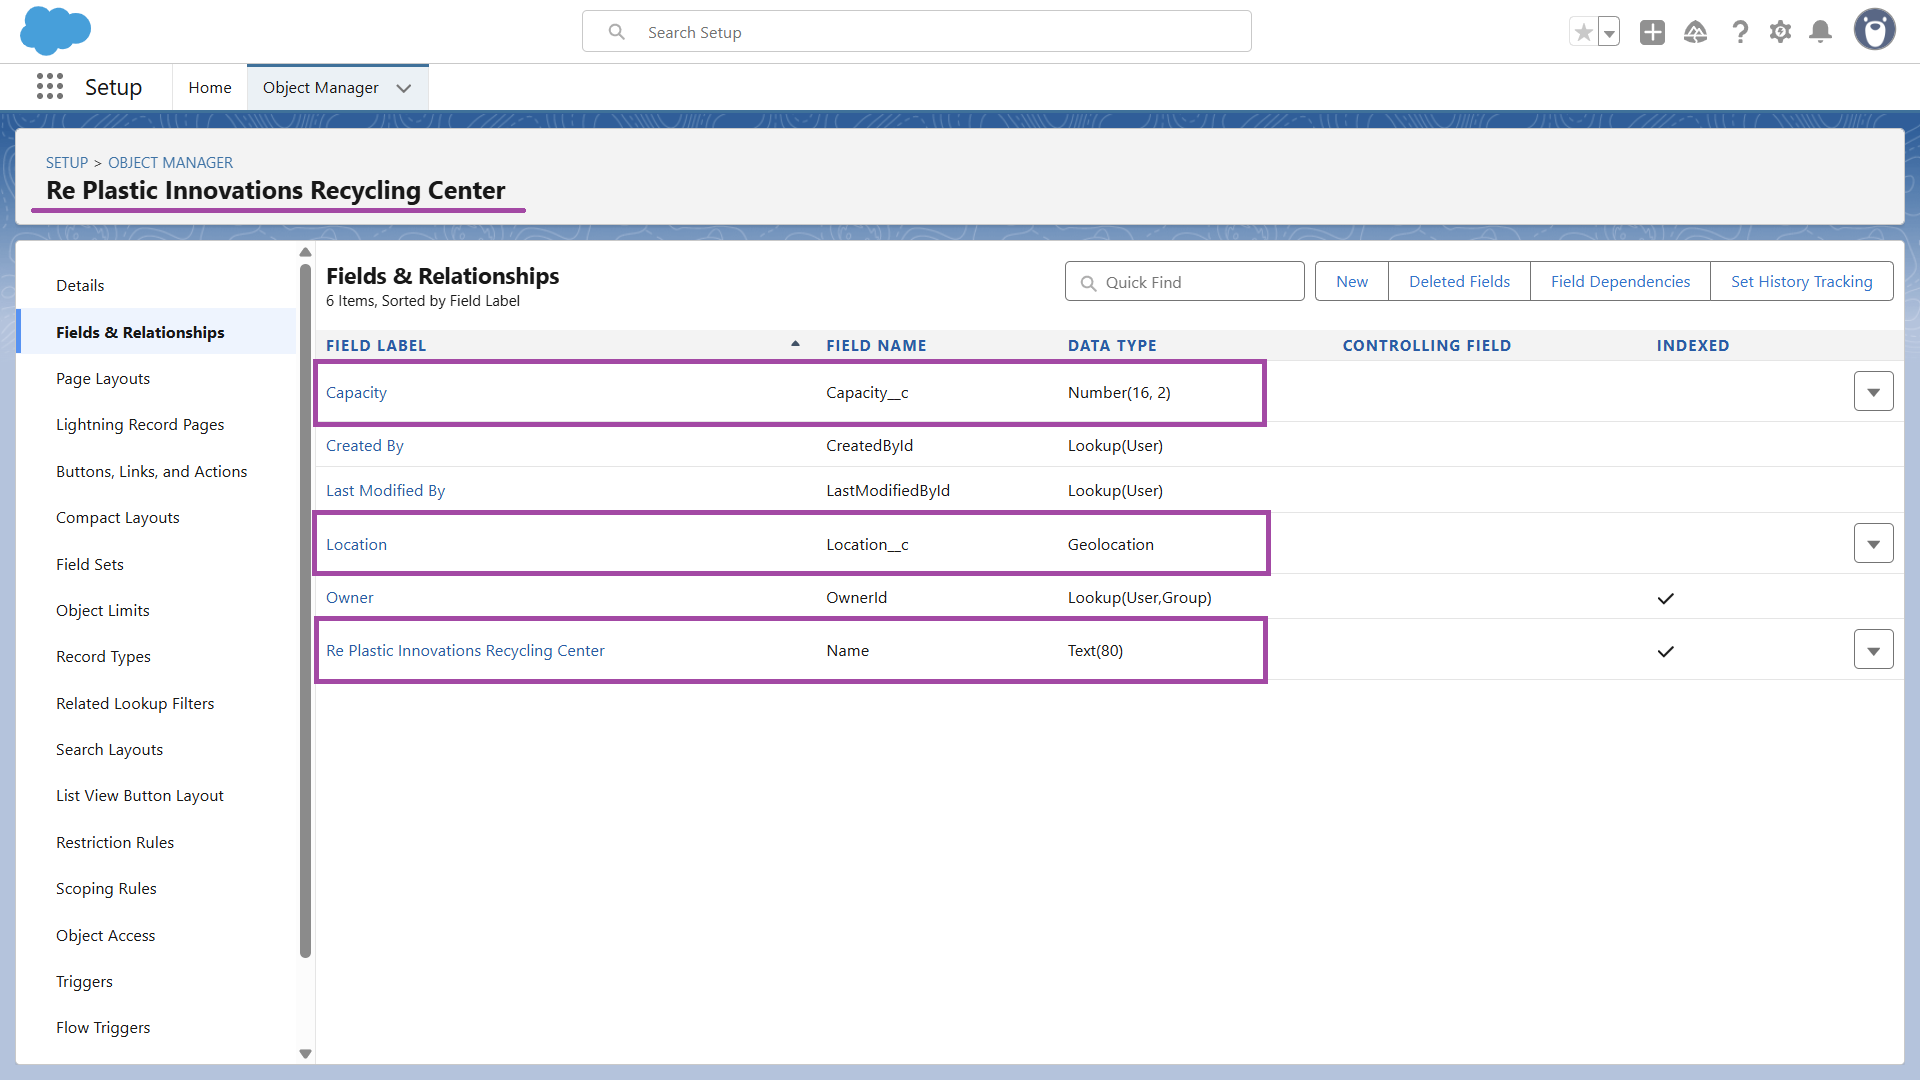 Search Setup
Setup
Home
Object Manager
SETUP > OBJECT MANAGER
Re Plastic Innovations Recycling Center
Details
Fields & Relationships
Page Layouts
Lightning Record Pages
Buttons, Links, and Actions
Compact Layouts
Field Sets
Object Limits
Record Types
Related Lookup Filters
Search Layouts
List View Button Layout
Restriction Rules
Scoping Rules
Object Access
Triggers
Flow Triggers
Fields & Relationships
6 Items, Sorted by Field Label
Quick Find
New
Deleted Fields
Field Dependencies
Set History Tracking
FIELD LABEL FIELD NAME DATA TYPE CONTROLLING FIELD INDEXED
Capacity Capacity__c Number(16, 2)
Created By CreatedById Lookup(User)
Last Modified By LastModifiedById Lookup(User)
Location Location__c Geolocation
Owner OwnerId Lookup(User,Group)
Re Plastic Innovations Recycling Center Name Text(80)